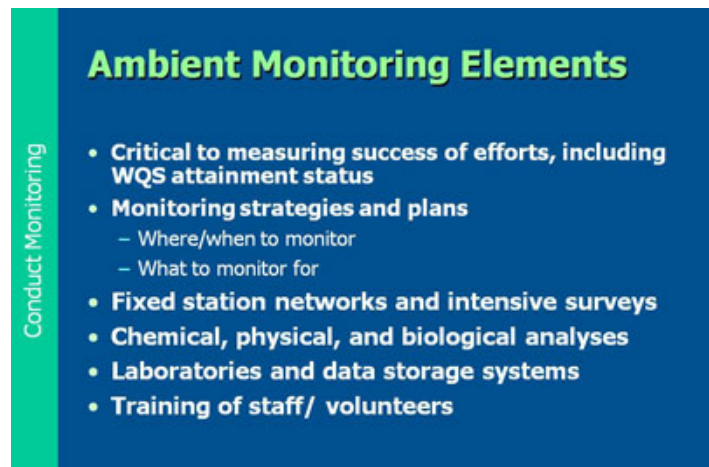 Ambient Monitoring Elements
Conduct Monitoring
• Critical to measuring success of efforts, including
WQS attainment status
• Monitoring strategies and plans
– Where/when to monitor
– What to monitor for
• Fixed station networks and intensive surveys
• Chemical, physical, and biological analyses
• Laboratories and data storage systems
• Training of staff/ volunteers